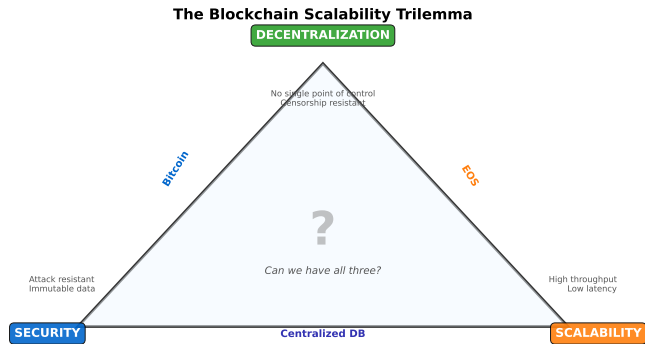 The Blockchain Scalability Trilemma
DECENTRALIZATION
No single point of control
Censorship resistant
Bitcoin
EOS
?
Can we have all three?
Attack resistant
Immutable data
High throughput
Low latency
SECURITY
Centralized DB
SCALABILITY